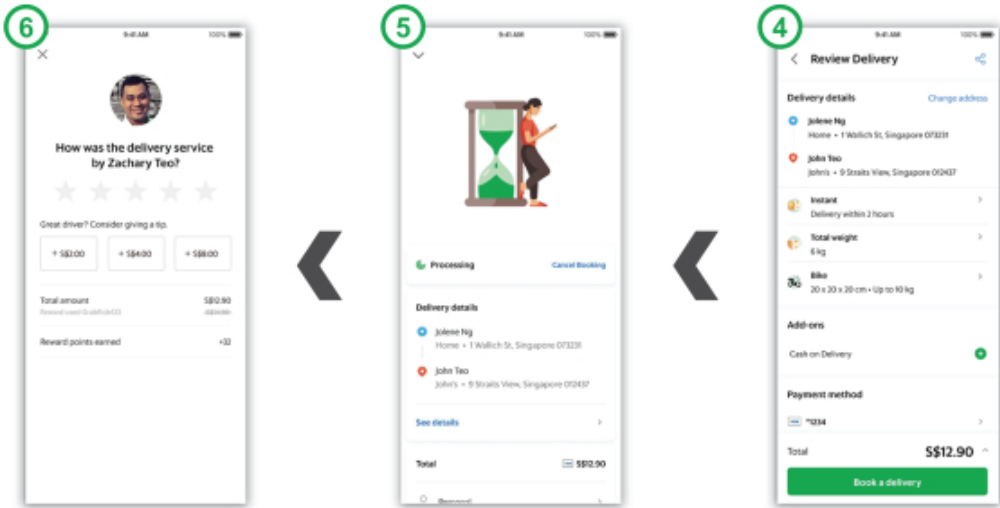 6
9:41 AM
100%
How was the delivery service
by Zachary Teo?
Great driver? Consider giving a tip.
+ S$2.00
+ S$4.00
+ S$8.00
Total amount
S$12.90
Reward used
Reward points earned
5
9:41 AM
100%
Processing
Cancel Booking
Delivery details
Jolene Ng
Home • 1 Wallich St, Singapore 073231
John Teo
John's • 9 Straits View, Singapore 012437
See details
Total
S$12.90
Personal
4
9:41 AM
100%
Review Delivery
Delivery details
Change address
Jolene Ng
Home • 1 Wallich St, Singapore 073231
John Teo
John's • 9 Straits View, Singapore 012437
Instant
Delivery within 2 hours
Total weight
6 kg
Bike
20 x 20 x 20 cm • Up to 10 kg
Add-ons
Cash on Delivery
Payment method
1234
Total
S$12.90
Book a delivery